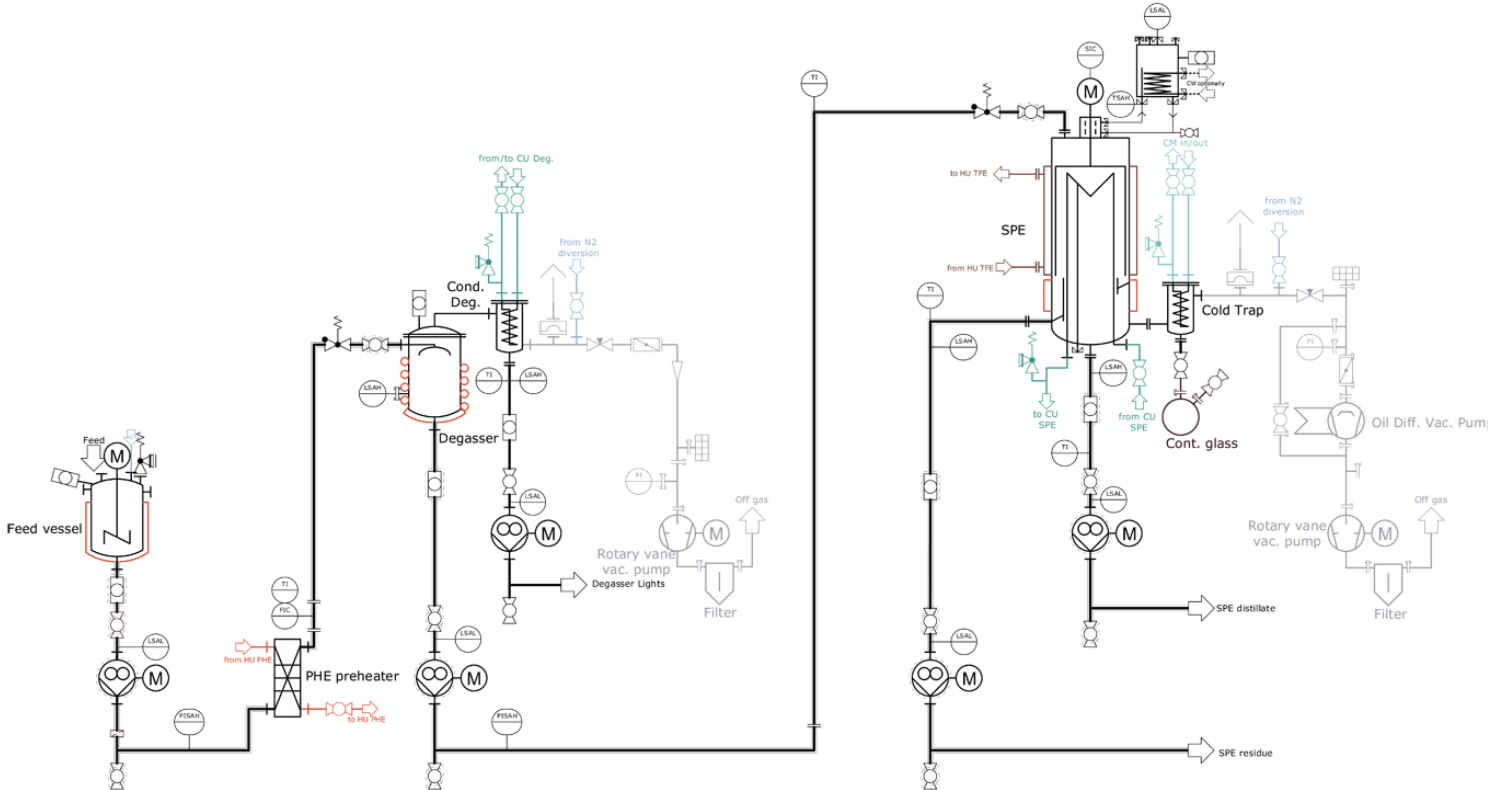 LSAL
SIC
M
TI
TSAH
CW optionally
from/to CU Deg.
CM in/out
to HU TFE
from N2
diversion
from N2
diversion
SPE
from HU TFE
Cond.
Deg.
TI
Cold Trap
LSAH
PI
TI
LSAH
LSAH
LSAH
to CU
SPE
from CU
SPE
Oil Diff. Vac. Pump
Degasser
Cont. glass
Feed
M
TI
PI
LSAL
LSAL
Off gas
Off gas
Feed vessel
M
M
M
Rotary vane
vac. pump
M
Rotary vane
vac. pump
M
Degasser Lights
TI
FIC
Filter
SPE distillate
Filter
LSAL
LSAL
LSAL
from HU PHE
PHE preheater
M
M
M
to HU PHE
PISAH
PISAH
SPE residue